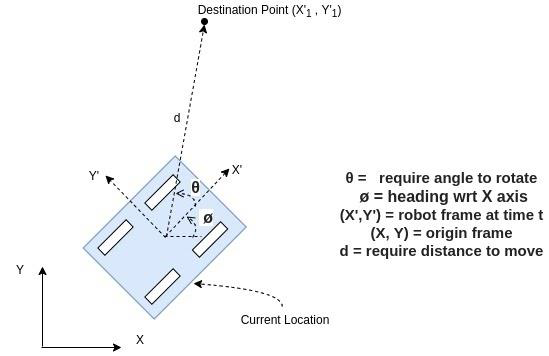 Destination Point (X'1 , Y'1)
d
Y'
X'
θ
ø
θ = require angle to rotate
ø = heading wrt X axis
(X',Y') = robot frame at time t
(X, Y) = origin frame
d = require distance to move
Y
X
Current Location